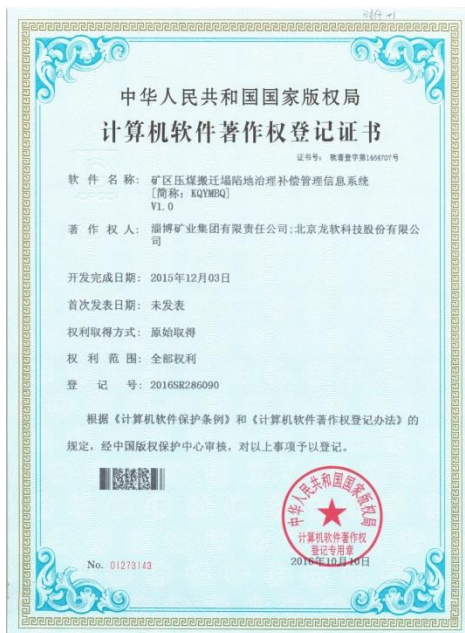 中华人民共和国国家版权局
计算机软件著作权登记证书
证书号： 软著登字第1464707号
软件名称： 矿区压煤搬迁塌陷地治理补偿管理信息系统
[简称：KQYMBQ]
V1.0
著作权人： 淄博矿业集团有限责任公司;北京龙软科技股份有限公
司
开发完成日期： 2015年12月03日
首次发表日期： 未发表
权利取得方式： 原始取得
权利范围： 全部权利
登记号： 2016SR286090
根据《计算机软件保护条例》和《计算机软件著作权登记办法》的
规定，经中国版权保护中心审核，对以上事项予以登记。
中华人民共和国国家版权局
计算机软件著作权
登记专用章
2016年10月10日
No. 01273143